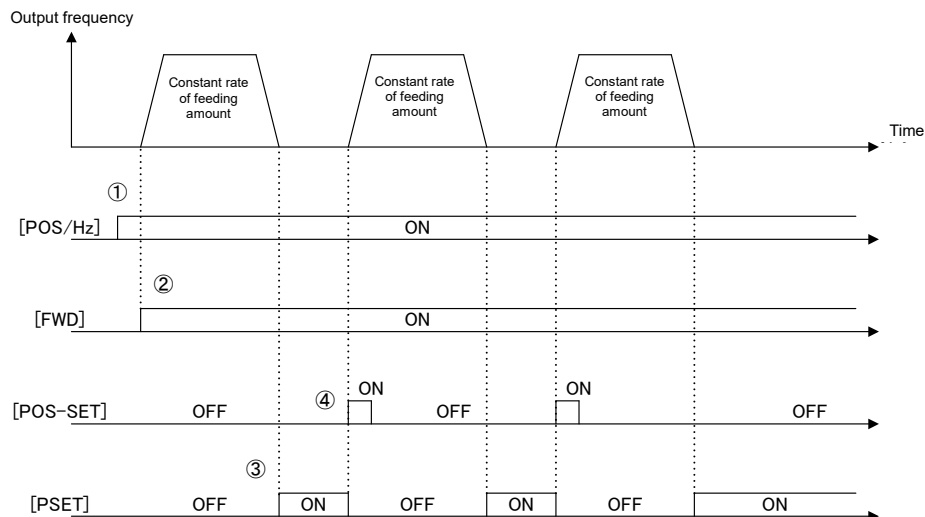 Output frequency
Constant rate of feeding amount
Constant rate of feeding amount
Constant rate of feeding amount
Time
①
[POS/Hz] ON
②
[FWD] ON
[POS-SET] OFF ④ ON OFF ON OFF
③
[PSET] OFF ON OFF ON OFF ON